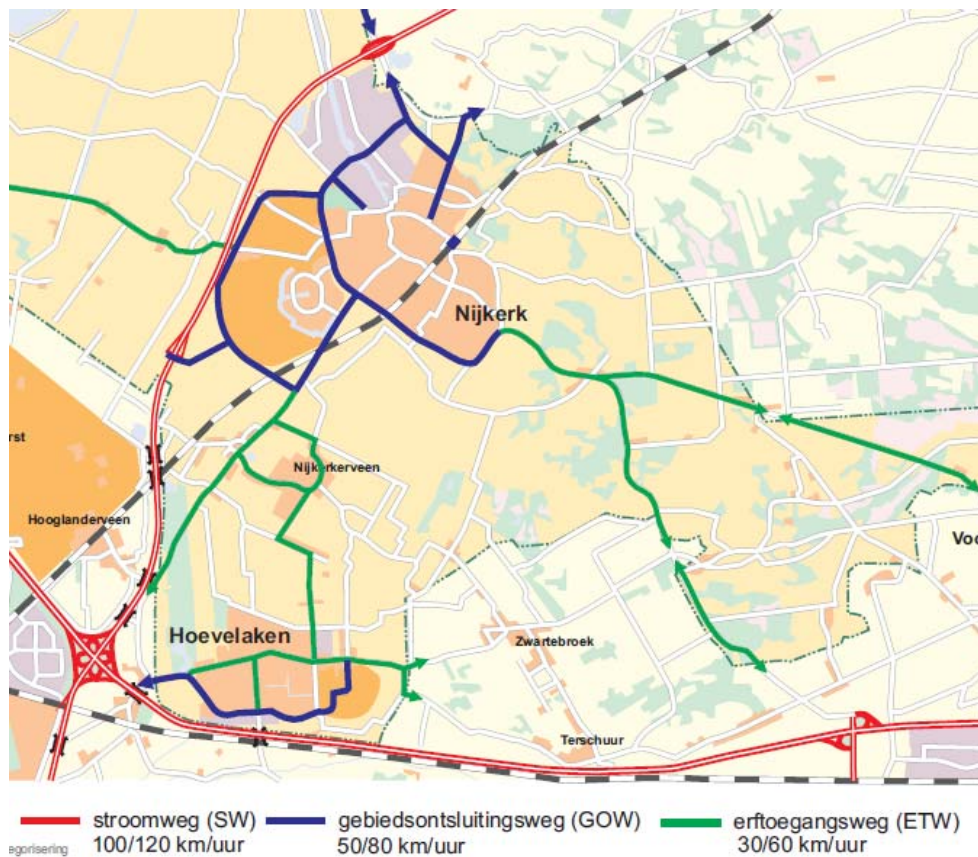 Nijkerk
rst
Nijkerkerveen
Hooglanderveen
Voo
Hoevelaken
Zwartebroek
Terschuur
stroomweg (SW)
100/120 km/uur
gebiedsontsluitingsweg (GOW)
50/80 km/uur
erftoegangsweg (ETW)
30/60 km/uur
egorisering